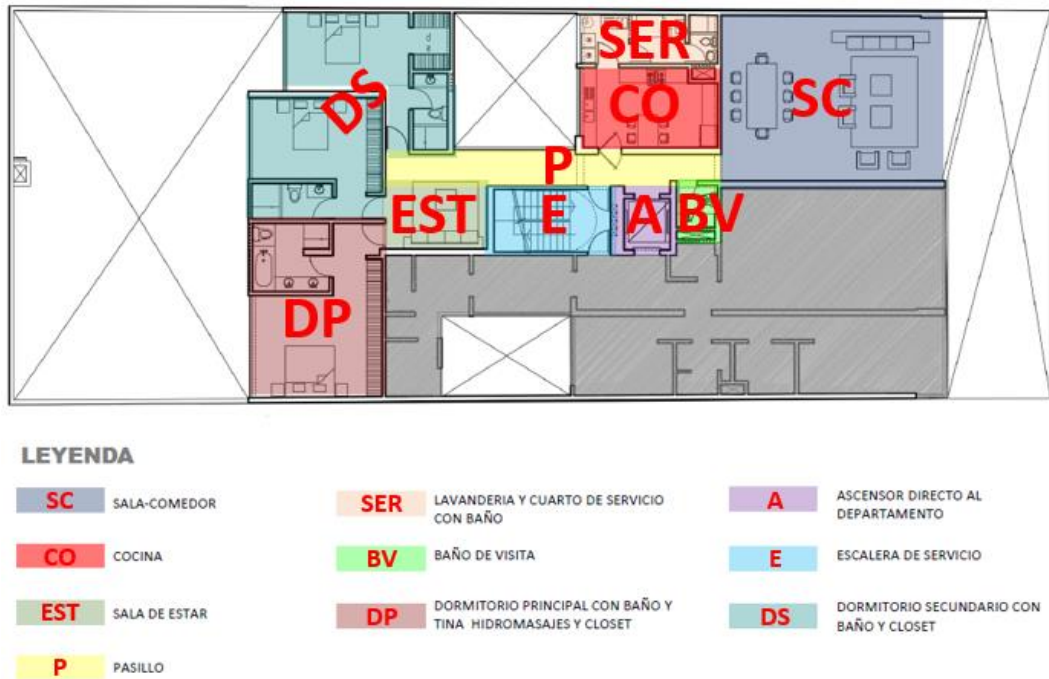 SER
SC
DS
CO
P
EST
E
A
BV
DP
LEYENDA
SC SALA-COMEDOR
CO COCINA
EST SALA DE ESTAR
P PASILLO
SER LAVANDERIA Y CUARTO DE SERVICIO
CON BAÑO
BV BAÑO DE VISITA
DP DORMITORIO PRINCIPAL CON BAÑO Y
TINA HIDROMASAJES Y CLOSET
A ASCENSOR DIRECTO AL
DEPARTAMENTO
E ESCALERA DE SERVICIO
DS DORMITORIO SECUNDARIO CON
BAÑO Y CLOSET